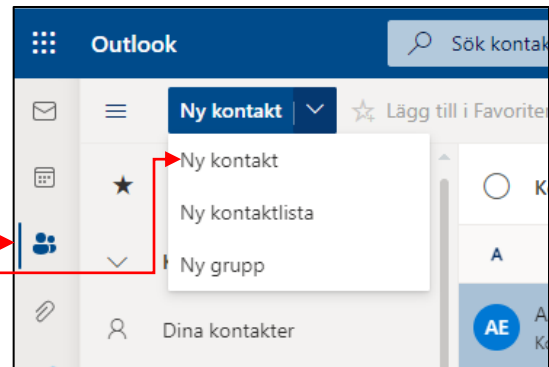 Outlook
Sök kontak
Ny kontakt
Lägg till i Favoriter
Ny kontakt
Ny kontaktlista
Ny grupp
A
Dina kontakter
AE
A